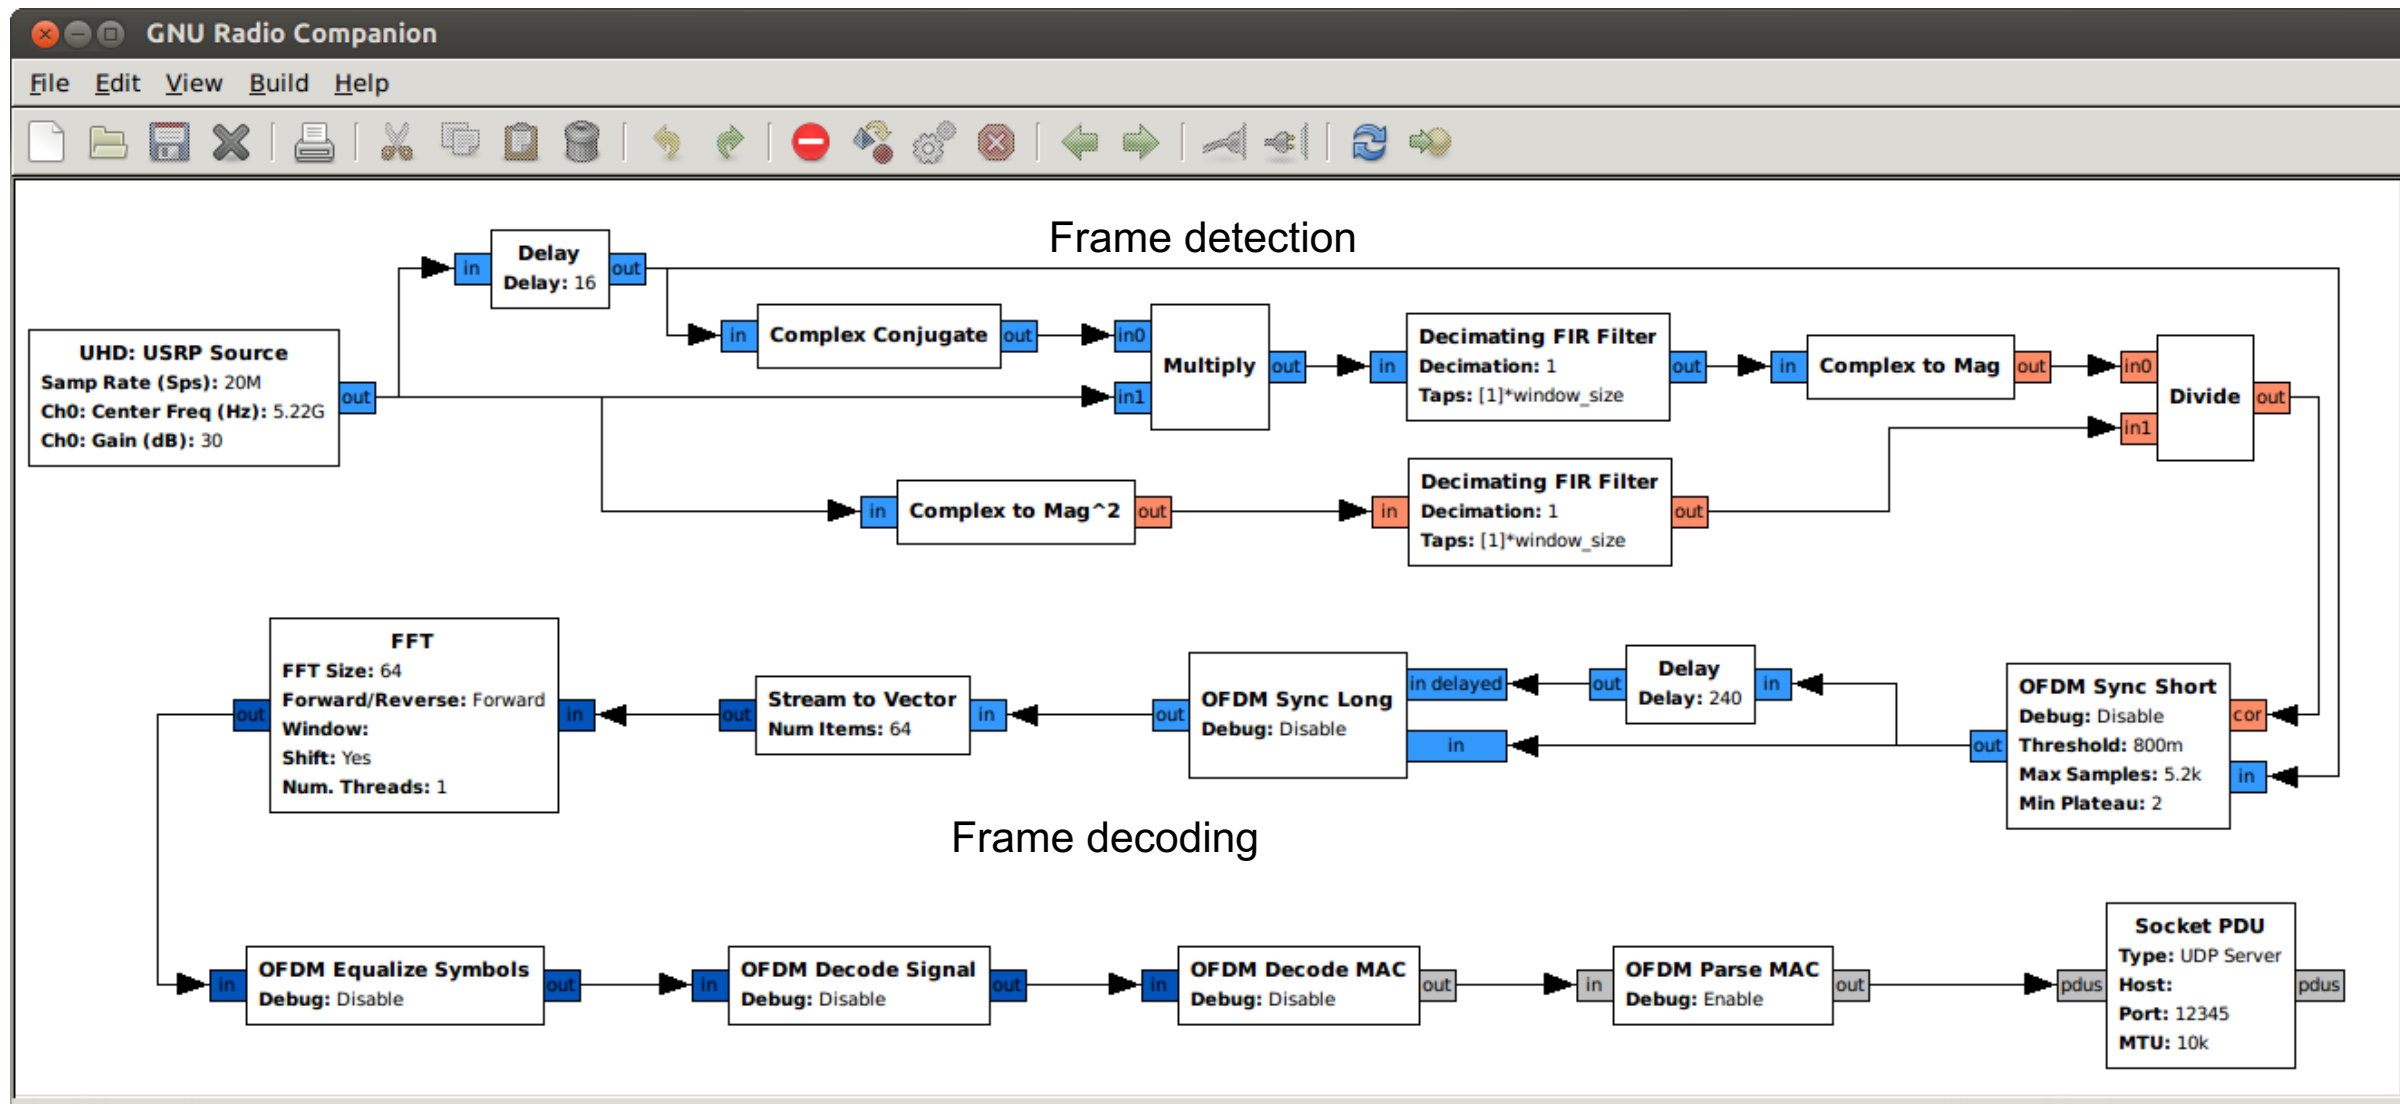 GNU Radio Companion
File Edit View Build Help
Frame detection
Delay
in out
Delay: 16
UHD: USRP Source
Samp Rate (Sps): 20M
Ch0: Center Freq (Hz): 5.22G
Ch0: Gain (dB): 30
out
in Complex Conjugate out
in0
Multiply
in1
out
Decimating FIR Filter
in Decimation: 1 out
Taps: [1]*window_size
in Complex to Mag out
in0
Divide out
in1
in Complex to Mag^2 out
Decimating FIR Filter
in Decimation: 1 out
Taps: [1]*window_size
FFT
FFT Size: 64
out Forward/Reverse: Forward in
Window:
Shift: Yes
Num. Threads: 1
Stream to Vector
out in
Num Items: 64
OFDM Sync Long
out in delayed
Debug: Disable
in
Delay
out in
Delay: 240
OFDM Sync Short
Debug: Disable cor
out Threshold: 800m
Max Samples: 5.2k in
Min Plateau: 2
Frame decoding
OFDM Equalize Symbols
in out
Debug: Disable
OFDM Decode Signal
in out
Debug: Disable
OFDM Decode MAC
in out
Debug: Disable
OFDM Parse MAC
in out
Debug: Enable
Socket PDU
Type: UDP Server
pdus Host: pdus
Port: 12345
MTU: 10k